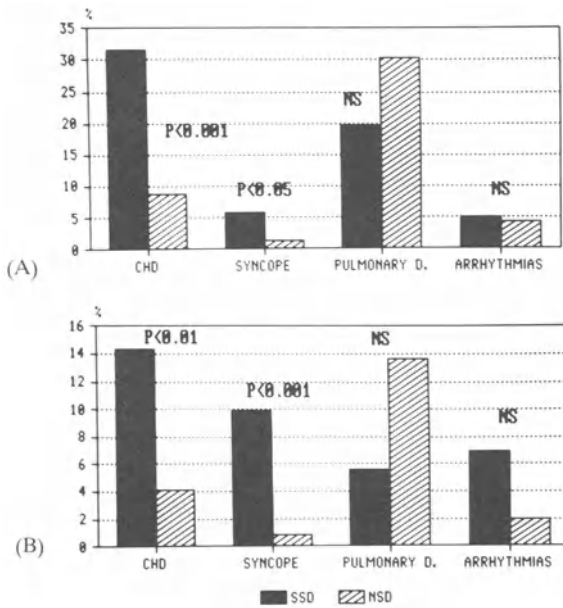 %
35
30
NS
25
20
P<0.001
NS
15
10
P<0.05
5
0
CHD SYNCOPE PULMONARY D. ARRHYTHMIAS
(A)
%
16
P<0.01 NS
14
12
P<0.001
10
NS
8
6
4
2
0
CHD SYNCOPE PULMONARY D. ARRHYTHMIAS
(B)
SSD NSD